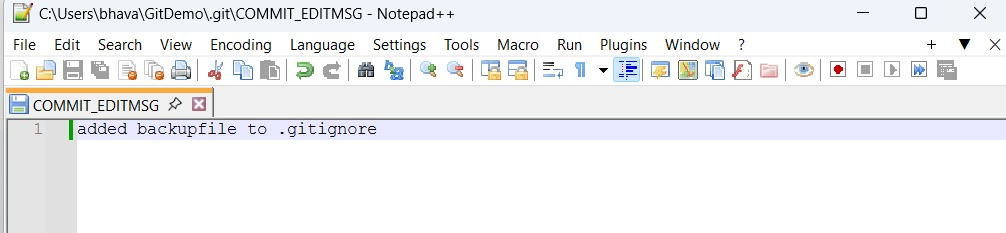 C:\Users\bhava\GitDemo\.git\COMMIT_EDITMSG - Notepad++
File Edit Search View Encoding Language Settings Tools Macro Run Plugins Window ?
COMMIT_EDITMSG
1 added backupfile to .gitignore